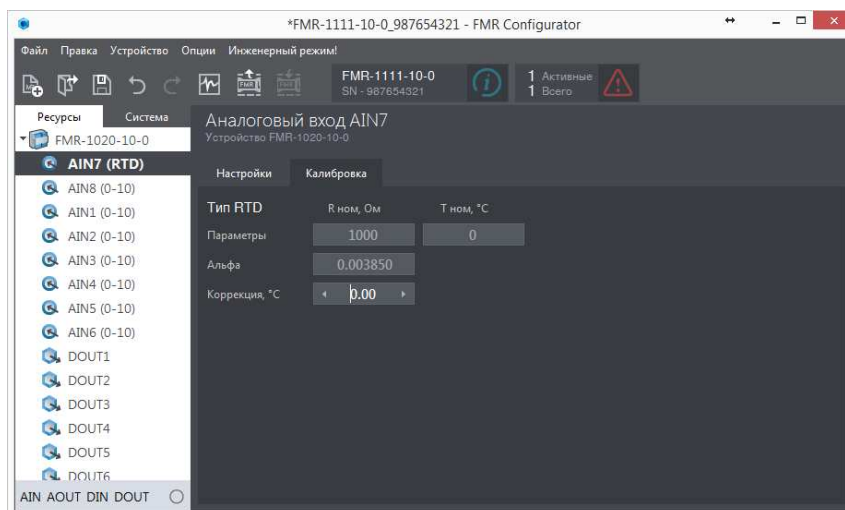 *FMR-1111-10-0_987654321 - FMR Configurator
Файл Правка Устройство Опции Инженерный режим!
FMR-1111-10-0
SN - 987654321
1 Активные
1 Всего
Ресурсы Система
FMR-1020-10-0
AIN7 (RTD)
AIN8 (0-10)
AIN1 (0-10)
AIN2 (0-10)
AIN3 (0-10)
AIN4 (0-10)
AIN5 (0-10)
AIN6 (0-10)
DOUT1
DOUT2
DOUT3
DOUT4
DOUT5
DOUT6
AIN AOUT DIN DOUT
Аналоговый вход AIN7
Устройство FMR-1020-10-0
Настройки Калибровка
Тип RTD R ном, Ом T ном, °C
Параметры 1000 0
Альфа 0.003850
Коррекция, °C 0.00